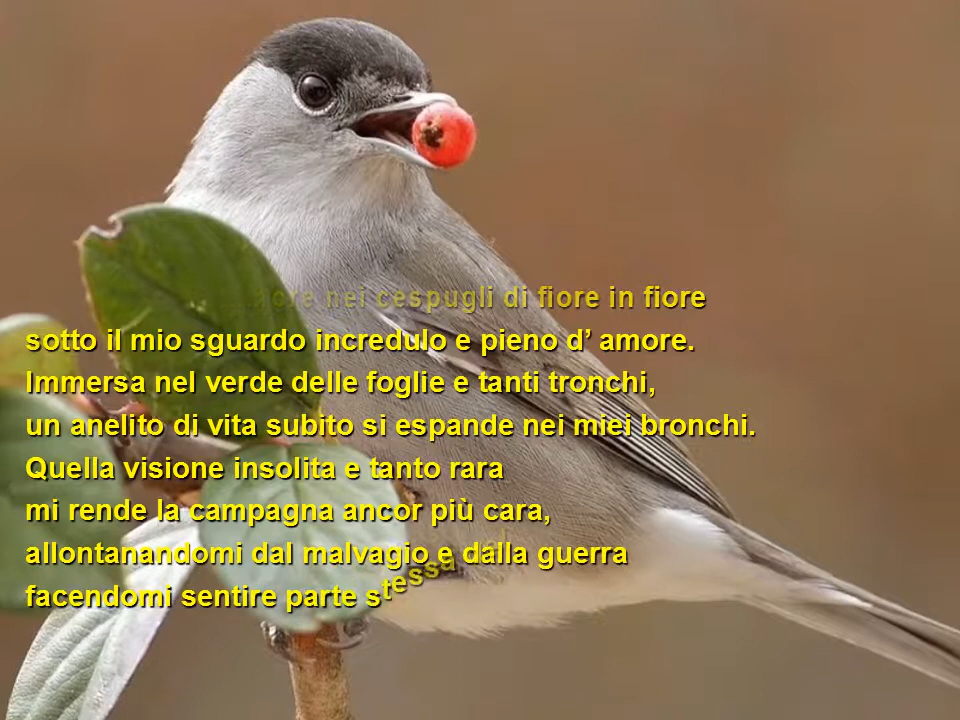 nei cespugli di fiore in fiore
sotto il mio sguardo incredulo e pieno d’ amore.
Immersa nel verde delle foglie e tanti tronchi,
un anelito di vita subito si espande nei miei bronchi.
Quella visione insolita e tanto rara
mi rende la campagna ancor più cara,
allontanandomi dal malvagio e dalla guerra
facendomi sentire parte stessa